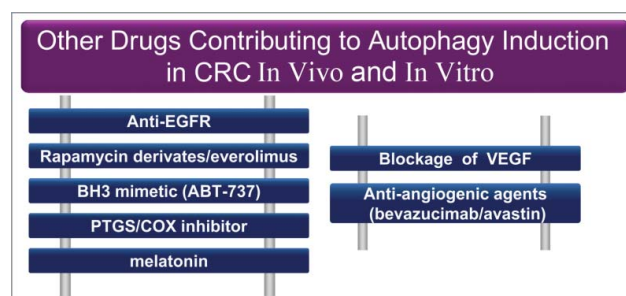 Other Drugs Contributing to Autophagy Induction
in CRC In Vivo and In Vitro
Anti-EGFR
Rapamycin derivates/everolimus
BH3 mimetic (ABT-737)
PTGS/COX inhibitor
melatonin
Blockage of VEGF
Anti-angiogenic agents
(bevazucimab/avastin)